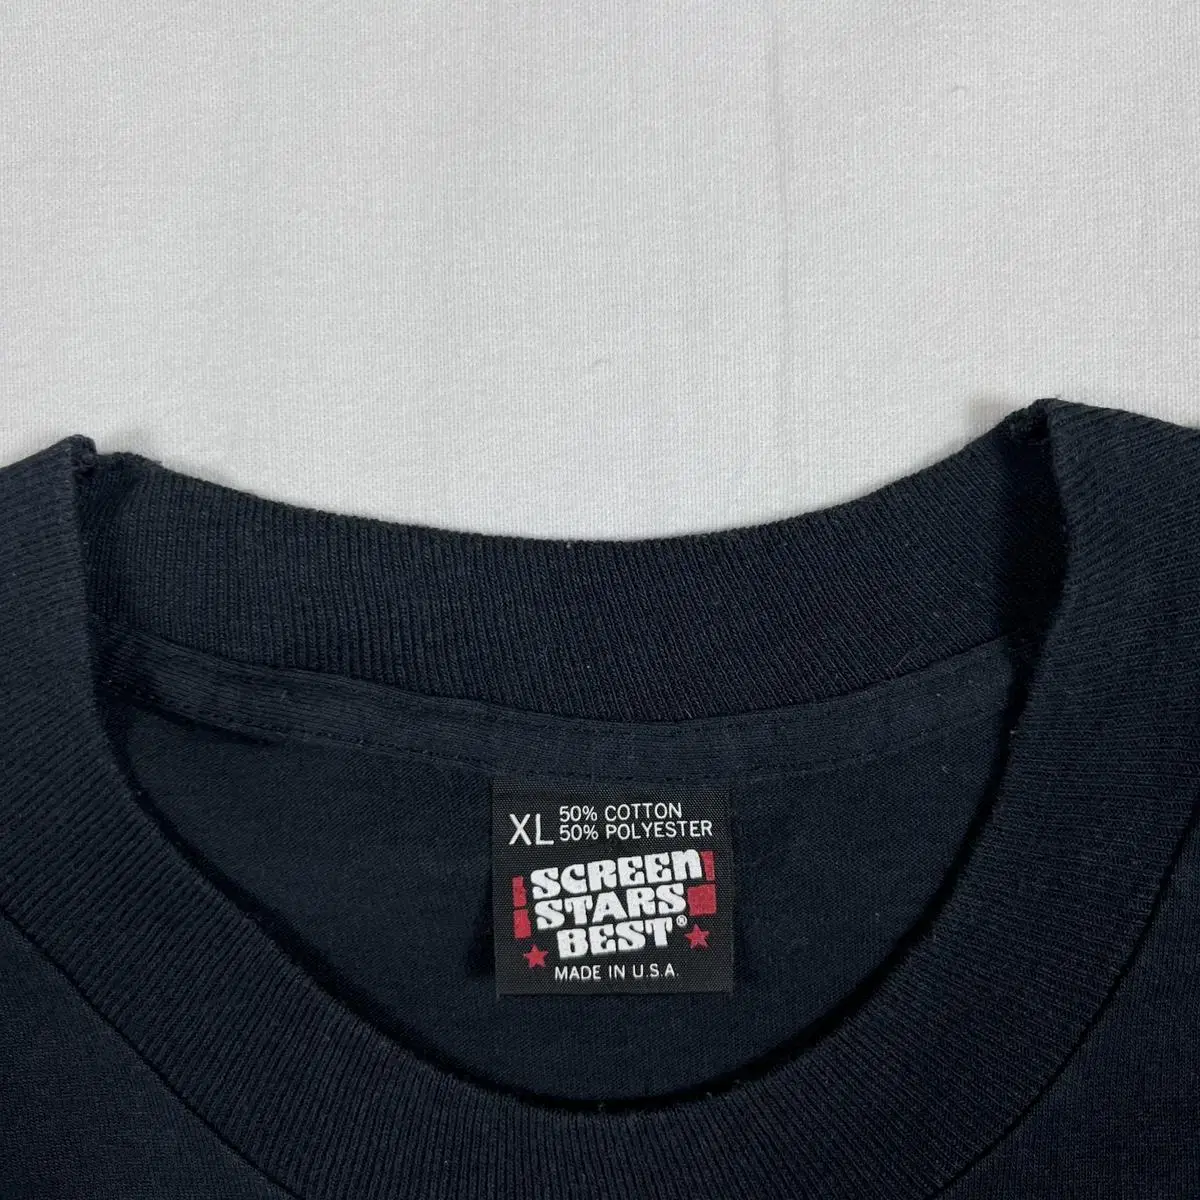 XL 50% COTTON
50% POLYESTER
SCREEN
STARS
BEST®
MADE IN U.S.A.